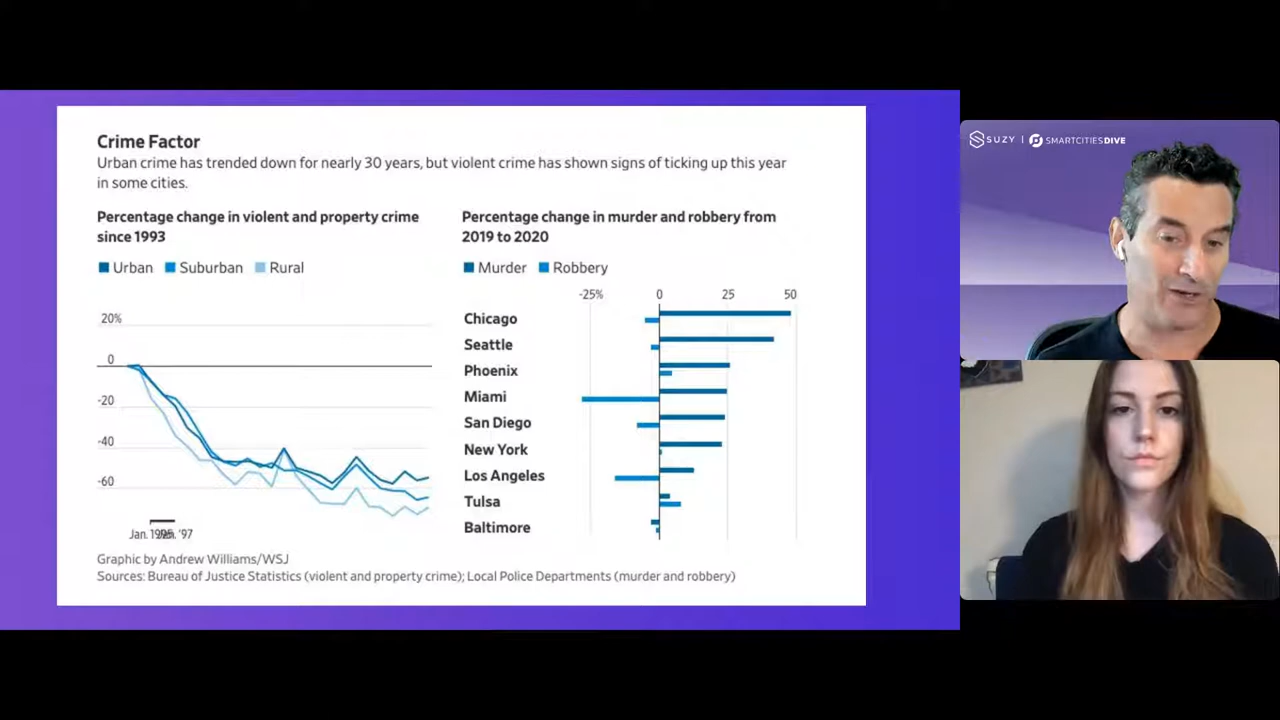 Crime Factor
Urban crime has trended down for nearly 30 years, but violent crime has shown signs of ticking up this year
in some cities.
Percentage change in violent and property crime
since 1993
Urban Suburban Rural
20%
0
-20
-40
-60
Jan. 1995 Jan. '97
Percentage change in murder and robbery from
2019 to 2020
Murder Robbery
-25% 0 25 50
Chicago
Seattle
Phoenix
Miami
San Diego
New York
Los Angeles
Tulsa
Baltimore
Graphic by Andrew Williams/WSJ
Sources: Bureau of Justice Statistics (violent and property crime); Local Police Departments (murder and robbery)
SUZY | SMARTCITIESDIVE